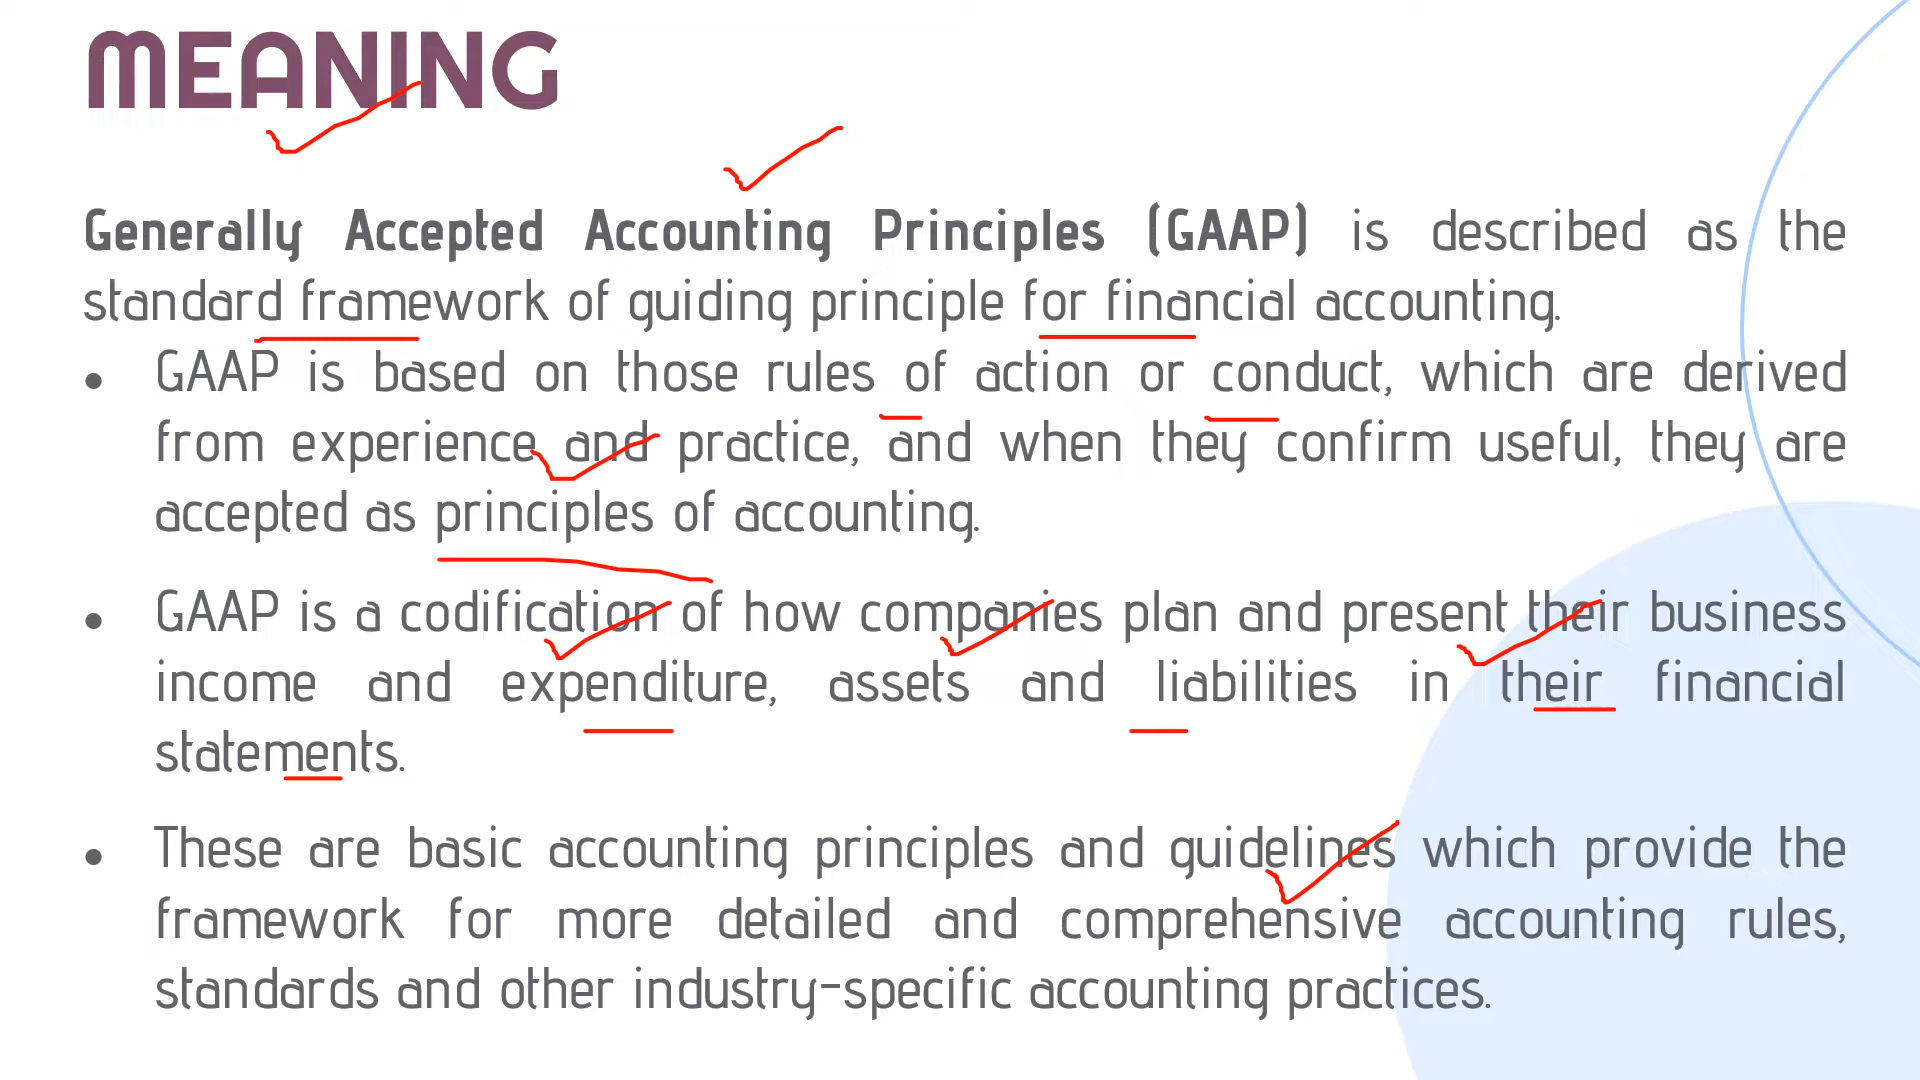 MEANING
Generally Accepted Accounting Principles (GAAP) is described as the
standard framework of guiding principle for financial accounting.
• GAAP is based on those rules of action or conduct, which are derived
from experience and practice, and when they confirm useful, they are
accepted as principles of accounting.
• GAAP is a codification of how companies plan and present their business
income and expenditure, assets and liabilities in their financial
statements.
• These are basic accounting principles and guidelines which provide the
framework for more detailed and comprehensive accounting rules,
standards and other industry-specific accounting practices.